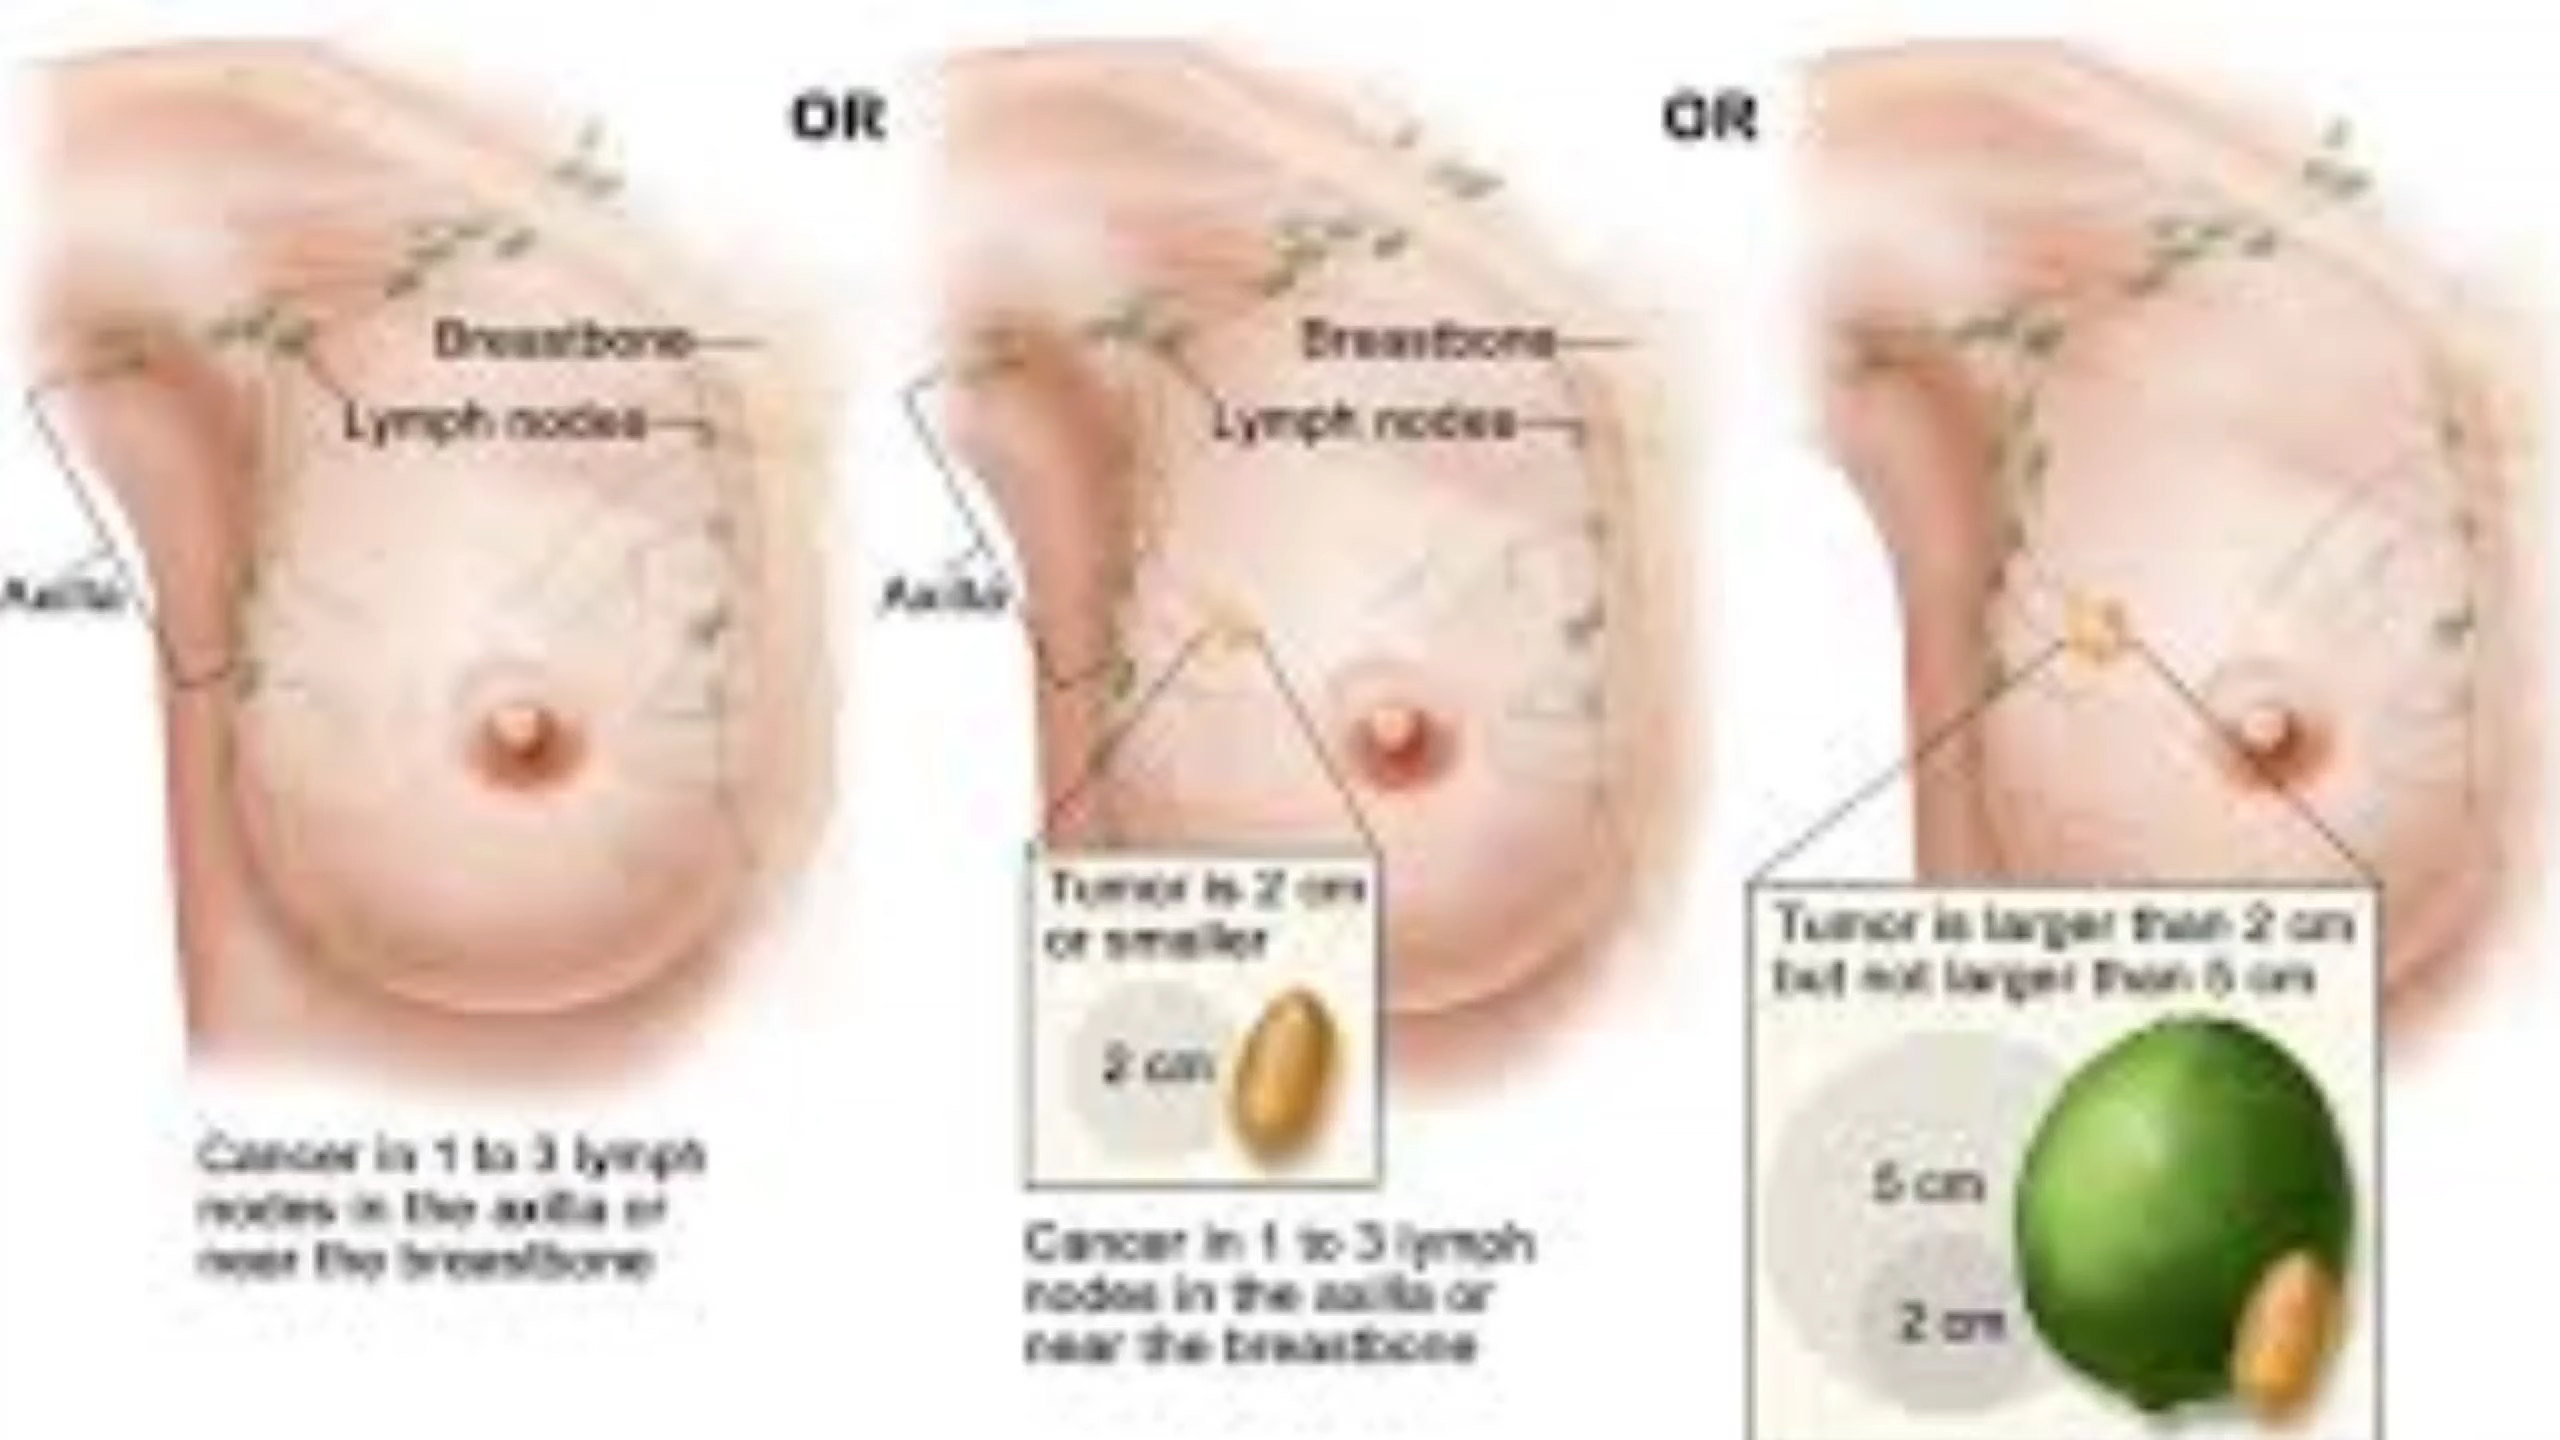 OR
OR
Breastbone
Lymph nodes
Axilla
Cancer in 1 to 3 lymph
nodes in the axilla or
near the breastbone
Breastbone
Lymph nodes
Axilla
Tumor is 2 cm
or smaller
2 cm
Cancer in 1 to 3 lymph
nodes in the axilla or
near the breastbone
Tumor is larger than 2 cm
but not larger than 5 cm
5 cm
2 cm